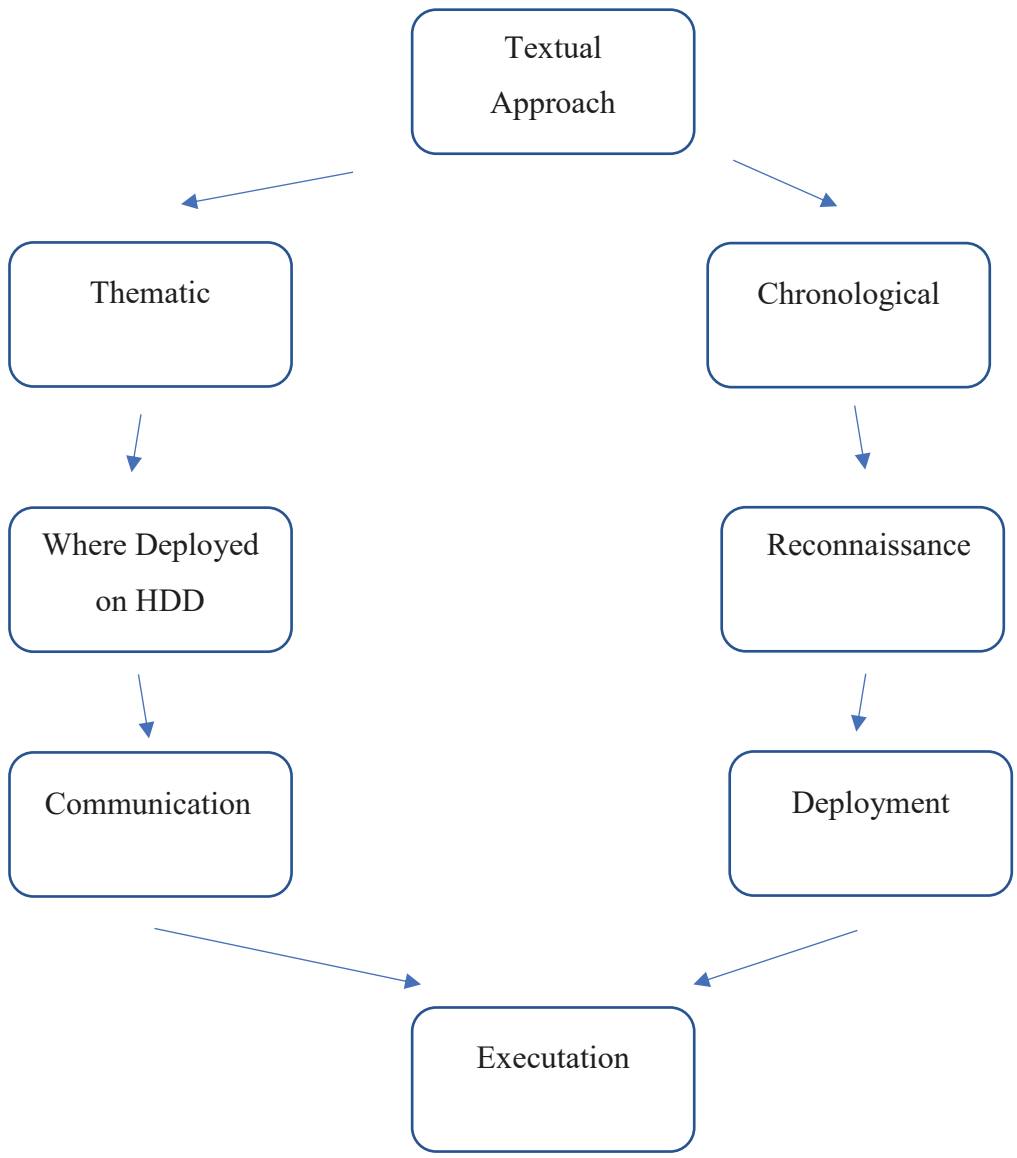 Textual
Approach
Thematic
Chronological
Where Deployed
on HDD
Reconnaissance
Communication
Deployment
Executation